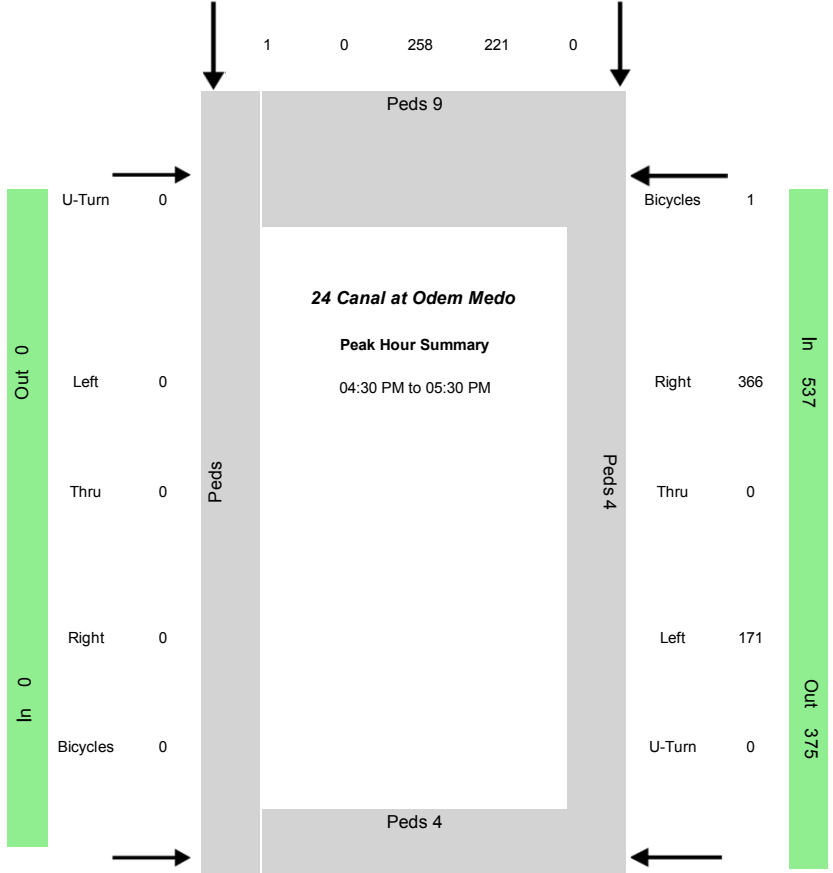 1 0 258 221 0
Peds 9
U-Turn 0
Bicycles 1
24 Canal at Odem Medo
Peak Hour Summary
04:30 PM to 05:30 PM
Out 0
Left 0
Right 366
In 537
Peds
Thru 0
Peds 4
Thru 0
Right 0
Left 171
In 0
Out 375
Bicycles 0
U-Turn 0
Peds 4